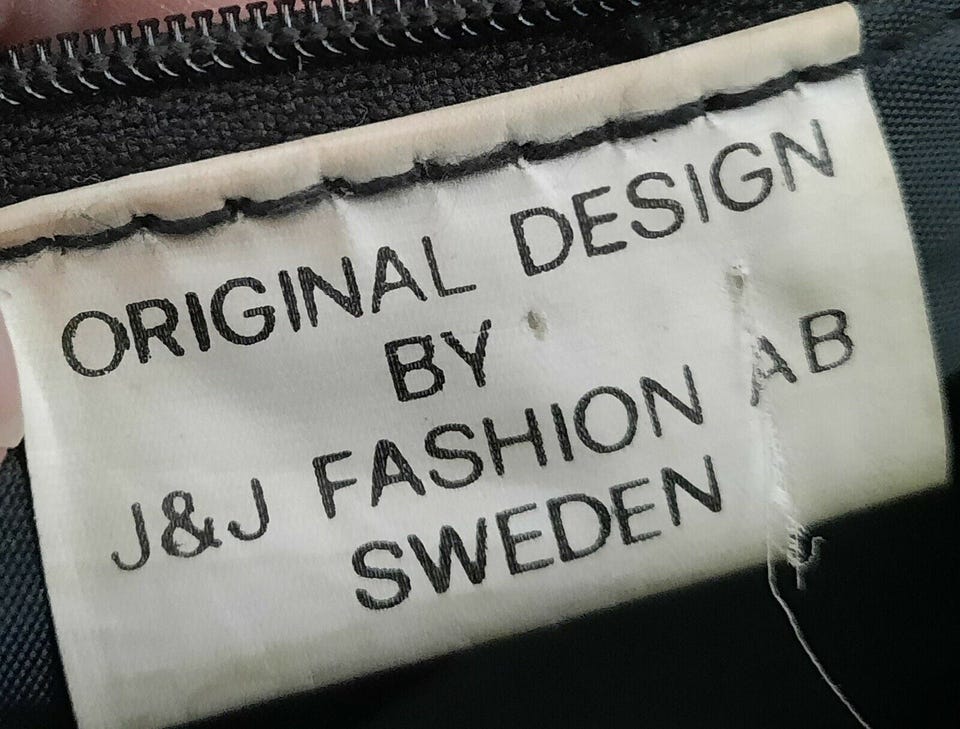 ORIGINAL DESIGN
BY
J&J FASHION AB
SWEDEN